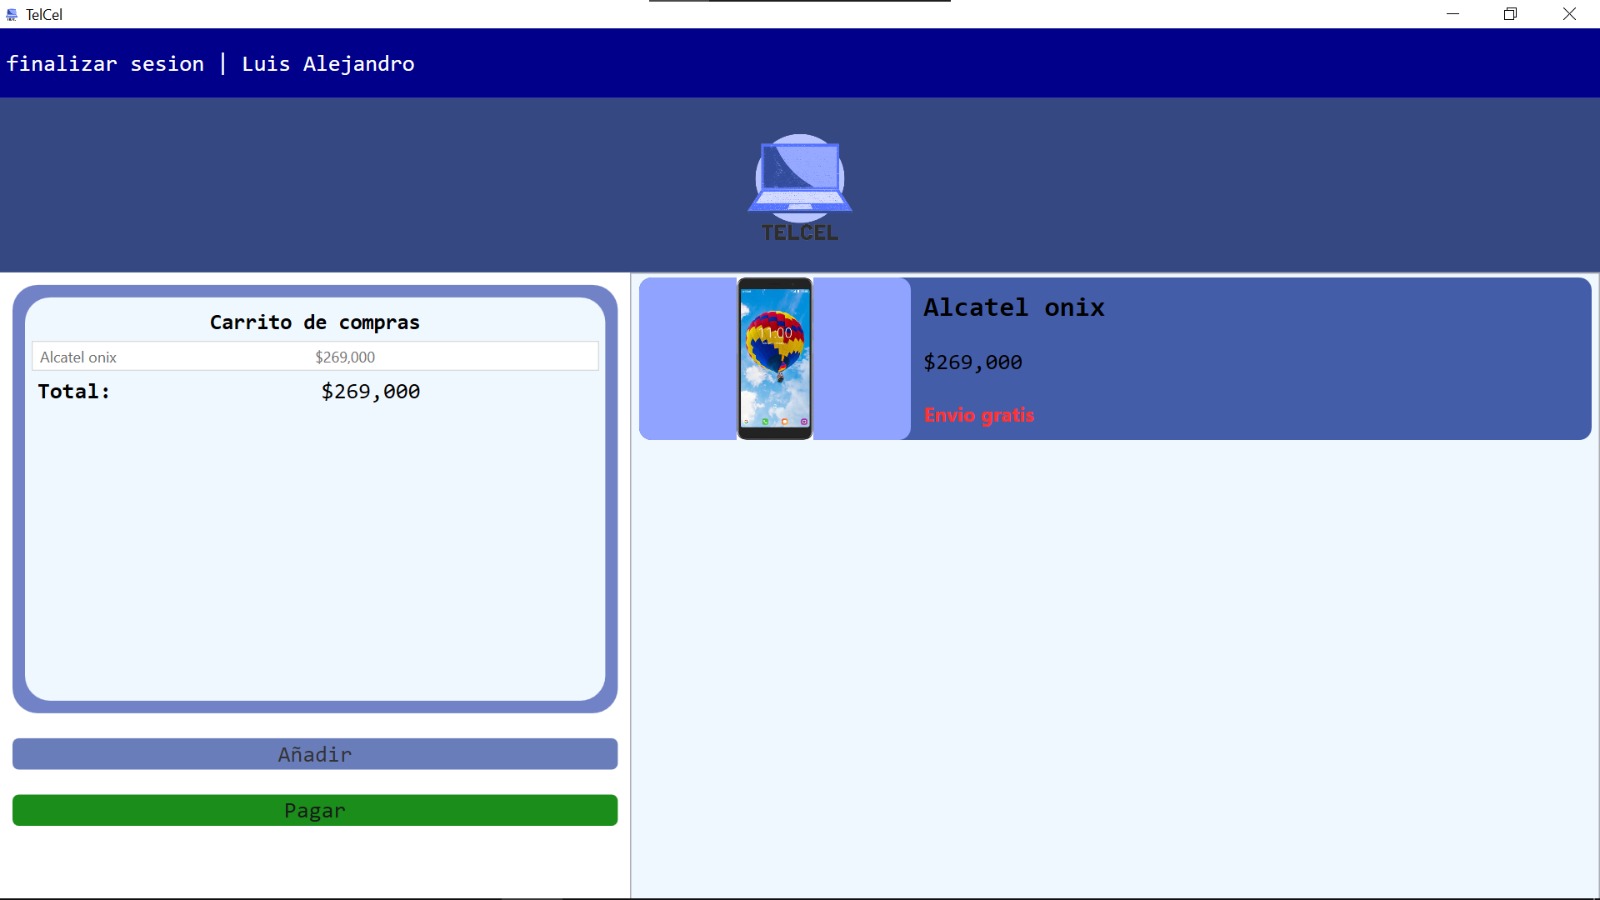 TelCel
finalizar sesion | Luis Alejandro
TELCEL
Carrito de compras
Alcatel onix $269,000
Total: $269,000
Añadir
Pagar
Alcatel onix
$269,000
Envio gratis